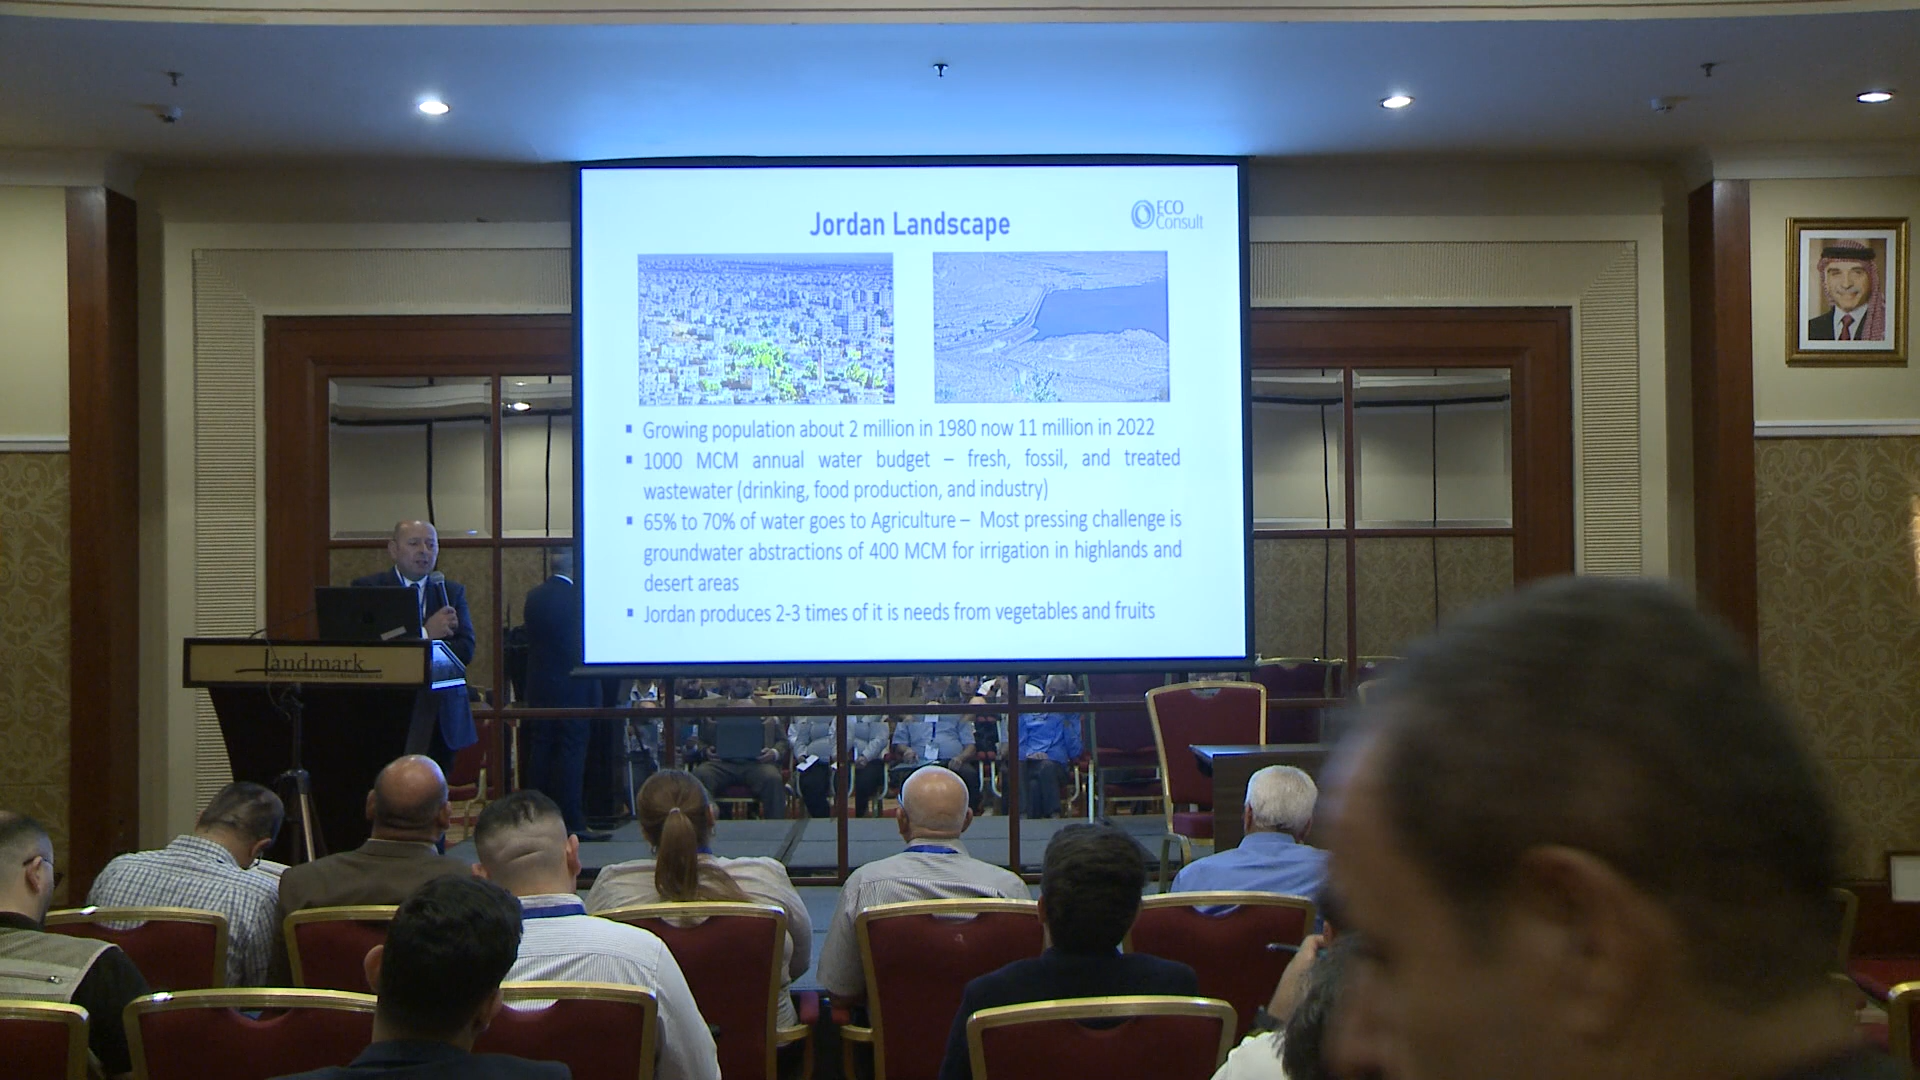 Jordan Landscape
ECO
Consult
▪ Growing population about 2 million in 1980 now 11 million in 2022
▪ 1000 MCM annual water budget – fresh, fossil, and treated
wastewater (drinking, food production, and industry)
▪ 65% to 70% of water goes to Agriculture – Most pressing challenge is
groundwater abstractions of 400 MCM for irrigation in highlands and
desert areas
▪ Jordan produces 2-3 times of it is needs from vegetables and fruits
landmark